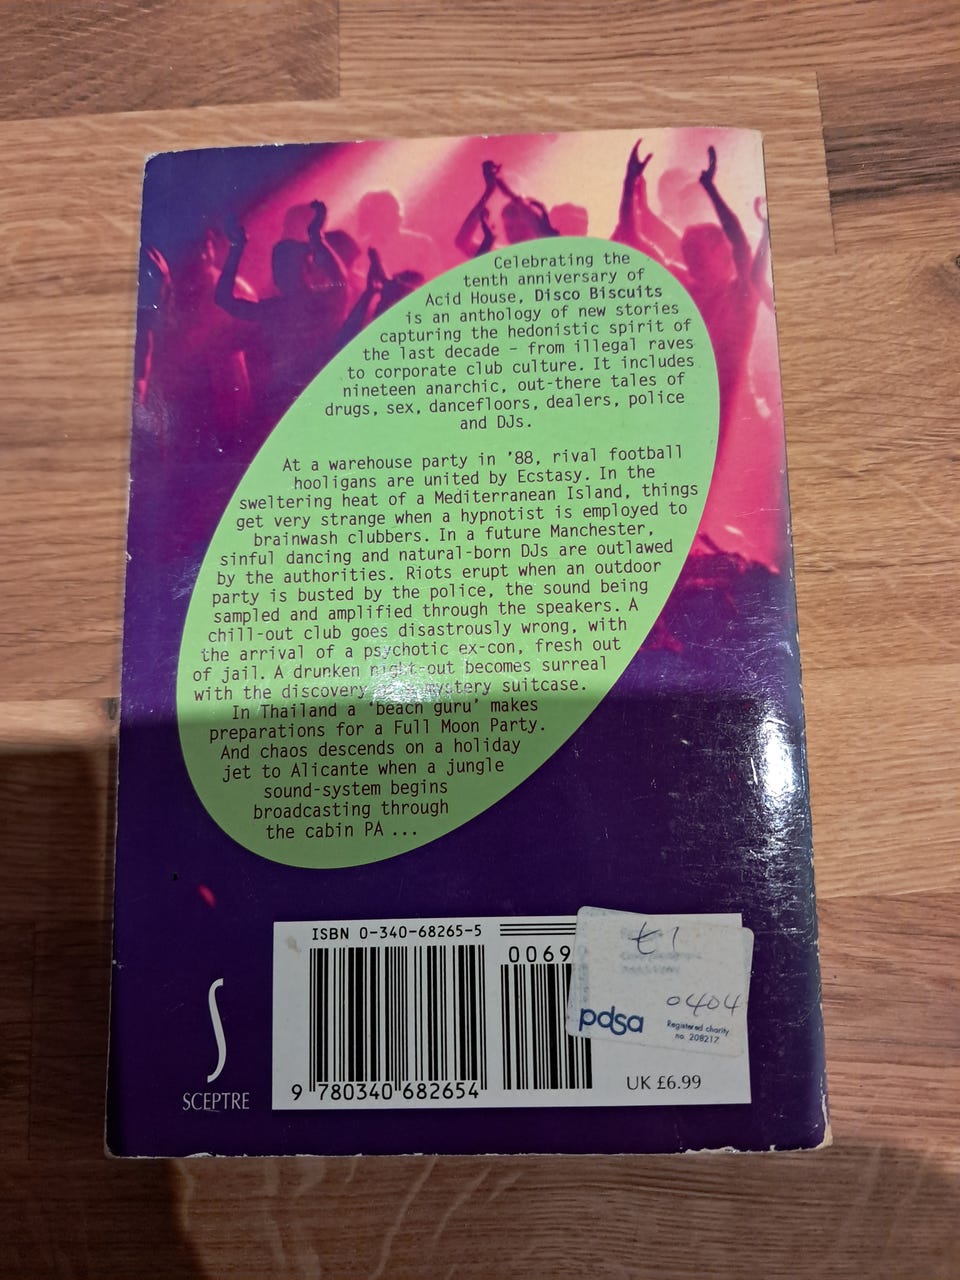 Celebrating the
tenth anniversary of
Acid House, Disco Biscuits
is an anthology of new stories
capturing the hedonistic spirit of
the last decade – from illegal raves
to corporate club culture. It includes
nineteen anarchic, out-there tales of
drugs, sex, dancefloors, dealers, police
and DJs.
At a warehouse party in '88, rival football
hooligans are united by Ecstasy. In the
sweltering heat of a Mediterranean Island, things
get very strange when a hypnotist is employed to
brainwash clubbers. In a future Manchester,
sinful dancing and natural-born DJs are outlawed
by the authorities. Riots erupt when an outdoor
party is busted by the police, the sound being
sampled and amplified through the speakers. A
chill-out club goes disastrously wrong, with
the arrival of a psychotic ex-con, fresh out
of jail. A drunken night-out becomes surreal
with the discovery of a mystery suitcase.
In Thailand a 'beach guru' makes
preparations for a Full Moon Party.
And chaos descends on a holiday
jet to Alicante when a jungle
sound-system begins
broadcasting through
the cabin PA ...
ISBN 0-340-68265-5
0069
£1
0404
pdsa
Registered charity
no. 208217
9 780340 682654
UK £6.99
SCEPTRE